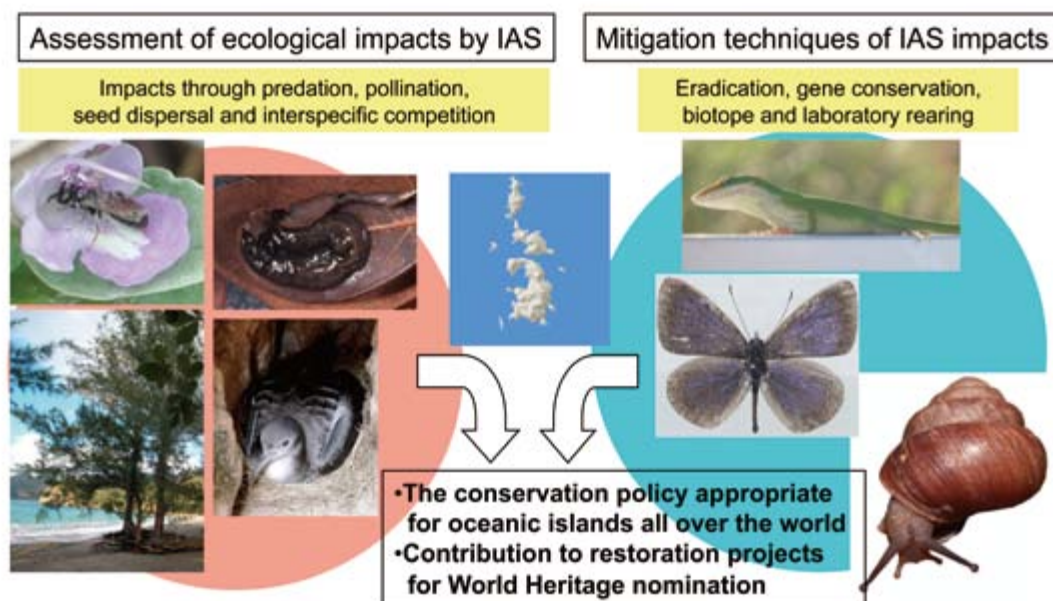 Assessment of ecological impacts by IAS
Impacts through predation, pollination,
seed dispersal and interspecific competition
Mitigation techniques of IAS impacts
Eradication, gene conservation,
biotope and laboratory rearing
•The conservation policy appropriate
for oceanic islands all over the world
•Contribution to restoration projects
for World Heritage nomination